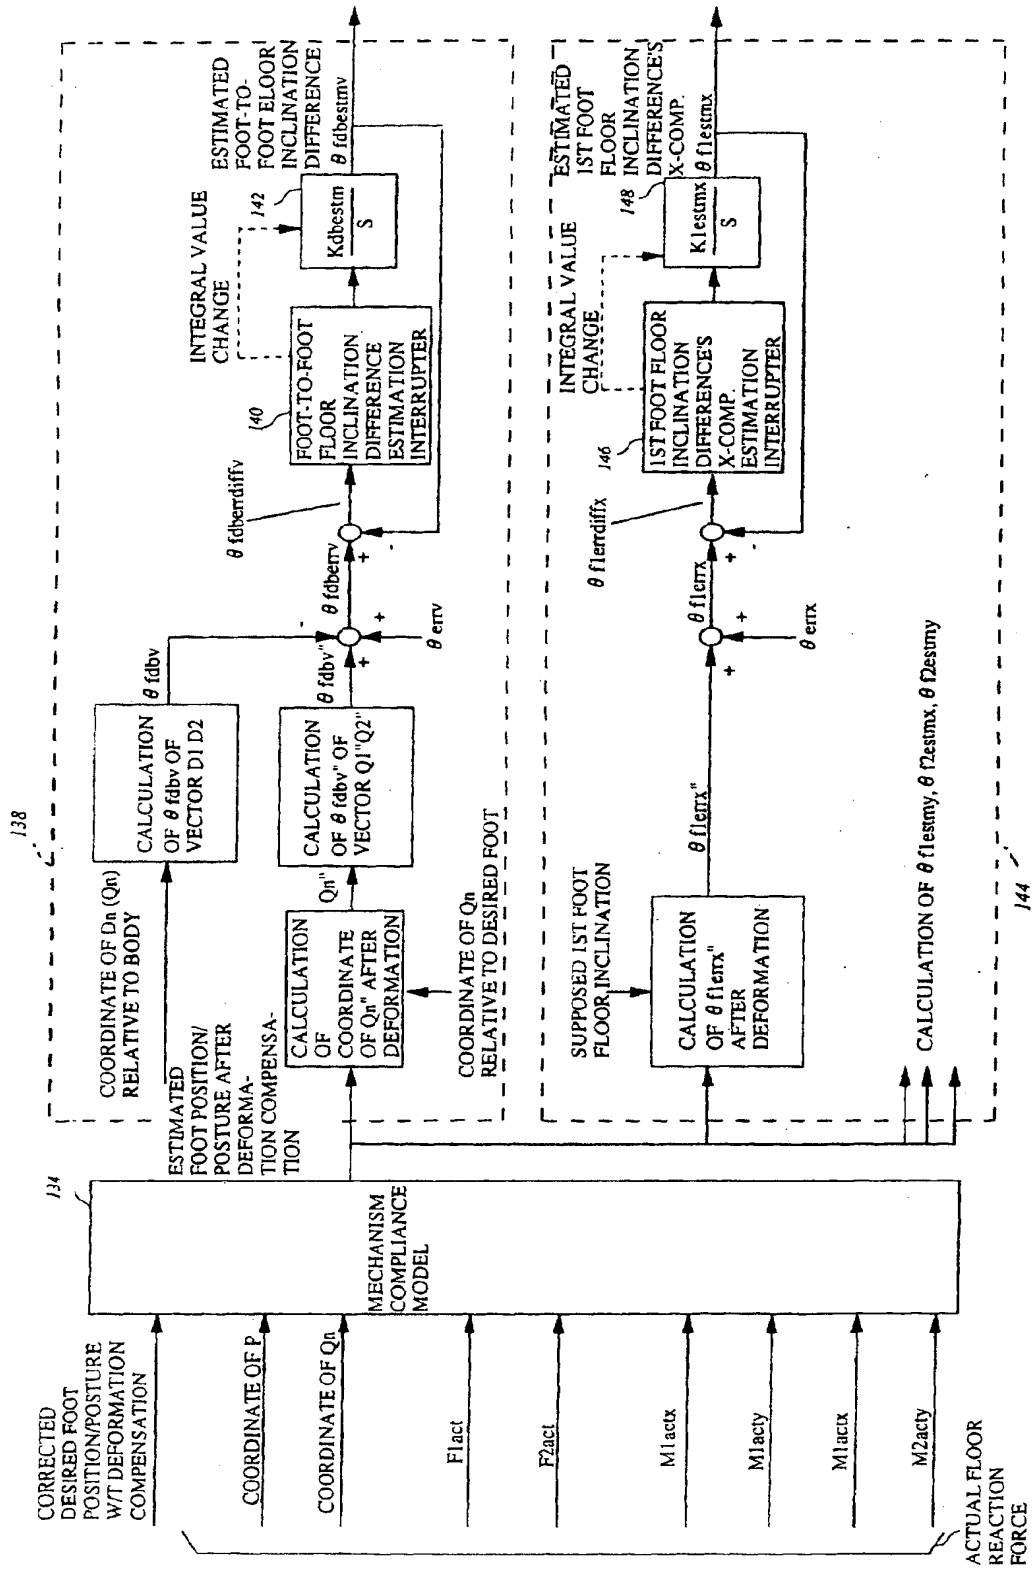 CORRECTED
DESIRED FOOT
POSITION/POSTURE
W/T DEFORMATION
COMPENSATION
COORDINATE OF P
COORDINATE OF Qn
F1act
F2act
M1actx
M1acty
M1actx
M2acty
ACTUAL FLOOR
REACTION
FORCE
134
MECHANISM
COMPLIANCE
MODEL
138
COORDINATE OF Dn (Qn)
RELATIVE TO BODY
ESTIMATED
FOOT POSITION/
POSTURE AFTER
DEFORMA-
TION COMPENSA-
TION
CALCULATION
OF θ fdbv OF
VECTOR D1 D2
θ fdbv
CALCULATION
OF
COORDINATE
OF Qn" AFTER
DEFORMATION
Qn"
COORDINATE OF Qn
RELATIVE TO DESIRED FOOT
CALCULATION
OF θ fdbv" OF
VECTOR Q1"Q2"
θ fdbv"
+
+
θ errv
θ fdberrv
+
θ fdberrdiffv
140
FOOT-TO-FOOT
FLOOR
INCLINATION
DIFFERENCE
ESTIMATION
INTERRUPTER
INTEGRAL VALUE
CHANGE
142
Kdbestm
S
ESTIMATED
FOOT-TO-
FOOT ELOOR
INCLINATION
DIFFERENCE
θ fdbestmv
SUPPOSED 1ST FOOT
FLOOR INCLINATION
CALCULATION
OF θ f1errx"
AFTER
DEFORMATION
θ f1errx"
+
+
θ errx
θ f1errx
+
θ f1errdiffx
146
1ST FOOT FLOOR
INCLINATION
DIFFERENCE'S
X-COMP.
ESTIMATION
INTERRUPTER
INTEGRAL VALUE
CHANGE
148
K1estmx
S
ESTIMATED
1ST FOOT
FLOOR
INCLINATION
DIFFERENCE'S
X-COMP.
θ f1estmx
CALCULATION OF θ f1estmy, θ f2estmx, θ f2estmy
144